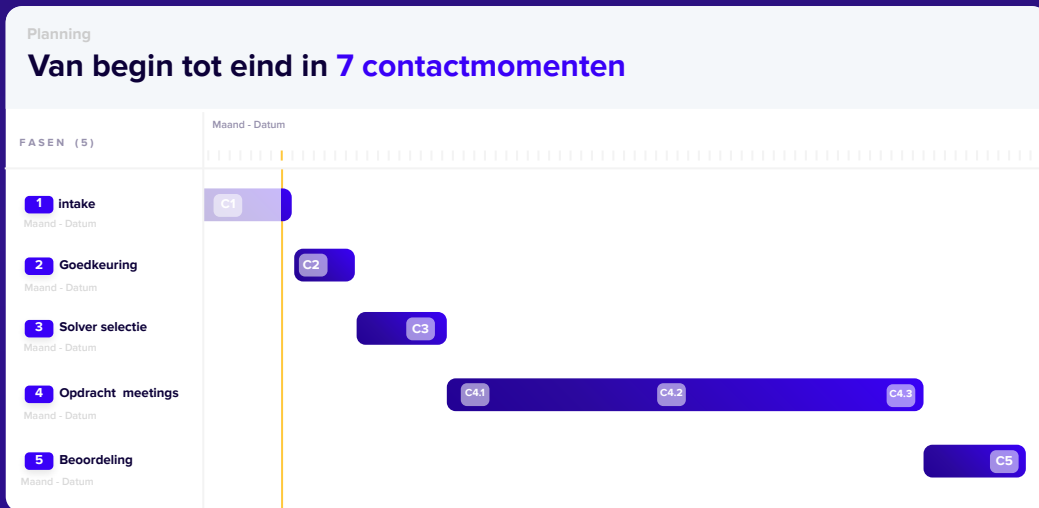 Planning
Van begin tot eind in 7 contactmomenten
FASEN (5)
Maand - Datum
1 intake
Maand - Datum
C1
2 Goedkeuring
Maand - Datum
C2
3 Solver selectie
Maand - Datum
C3
4 Opdracht meetings
Maand - Datum
C4.1 C4.2 C4.3
5 Beoordeling
Maand - Datum
C5